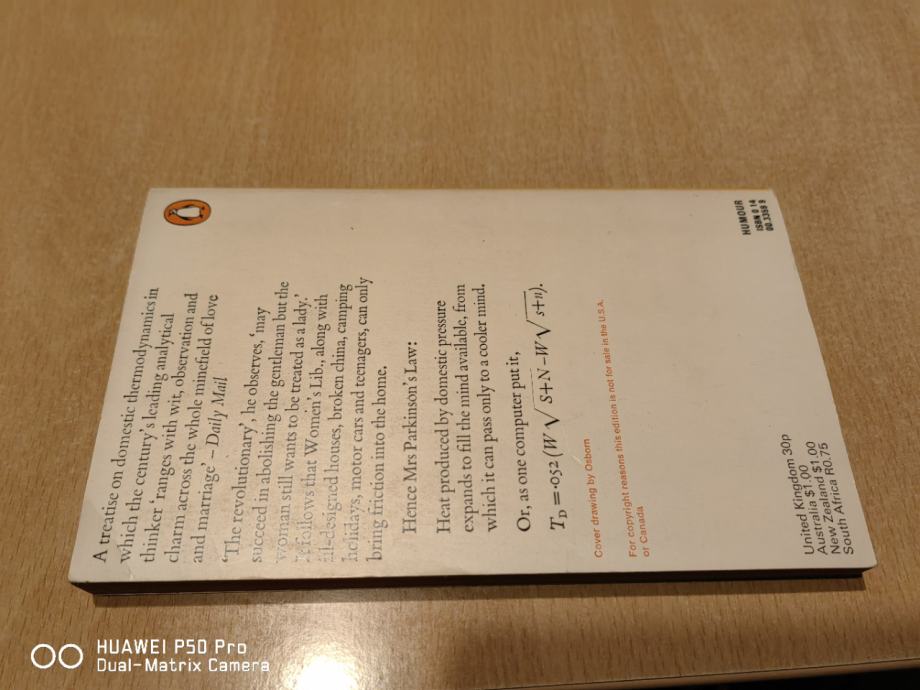 A treatise on domestic thermodynamics in
which the century's leading analytical
thinker 'ranges with wit, observation and
charm across the whole minefield of love
and marriage' – Daily Mail
'The revolutionary', he observes, 'may
succeed in abolishing the gentleman but the
woman still wants to be treated as a lady.'
It follows that Women's Lib., along with
ill-designed houses, broken china, camping
holidays, motor cars and teenagers, can only
bring friction into the home.
Hence Mrs Parkinson's Law:
Heat produced by domestic pressure
expands to fill the mind available, from
which it can pass only to a cooler mind.
Or, as one computer put it,
T_D = ·052 (W √S+N – W √s+n).
Cover drawing by Osborn
For copyright reasons this edition is not for sale in the U.S.A.
or Canada
United Kingdom 30p
Australia $1.00
New Zealand $1.00
South Africa R0.75
HUMOUR
ISBN 0 14
00.3358 9
HUAWEI P50 Pro
Dual-Matrix Camera